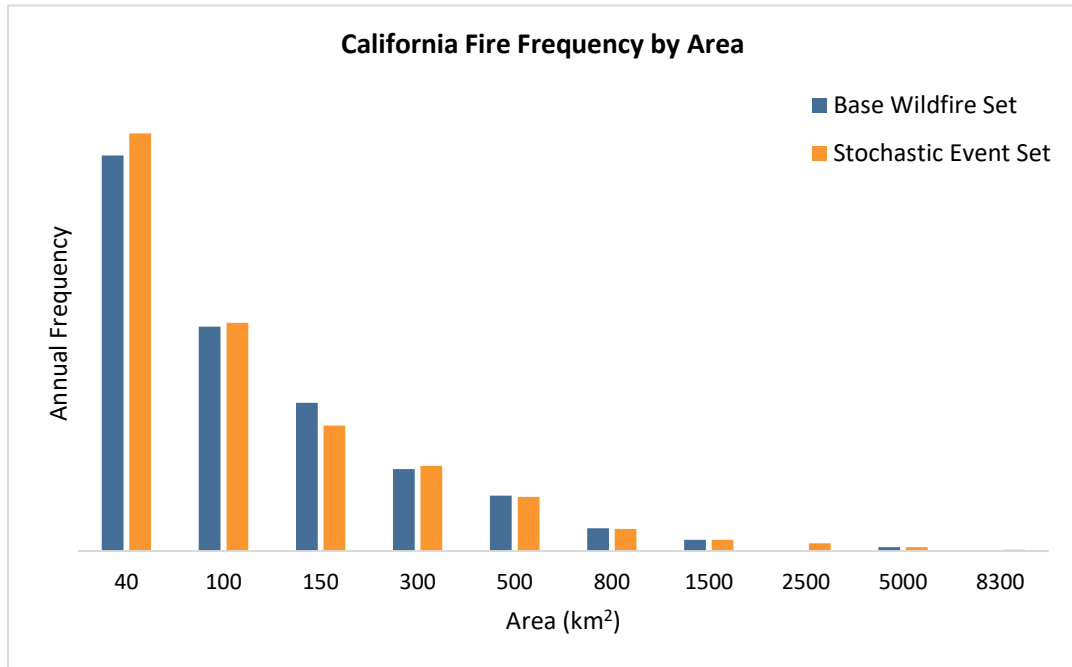 California Fire Frequency by Area
Base Wildfire Set
Stochastic Event Set
Annual Frequency
40 100 150 300 500 800 1500 2500 5000 8300
Area (km²)